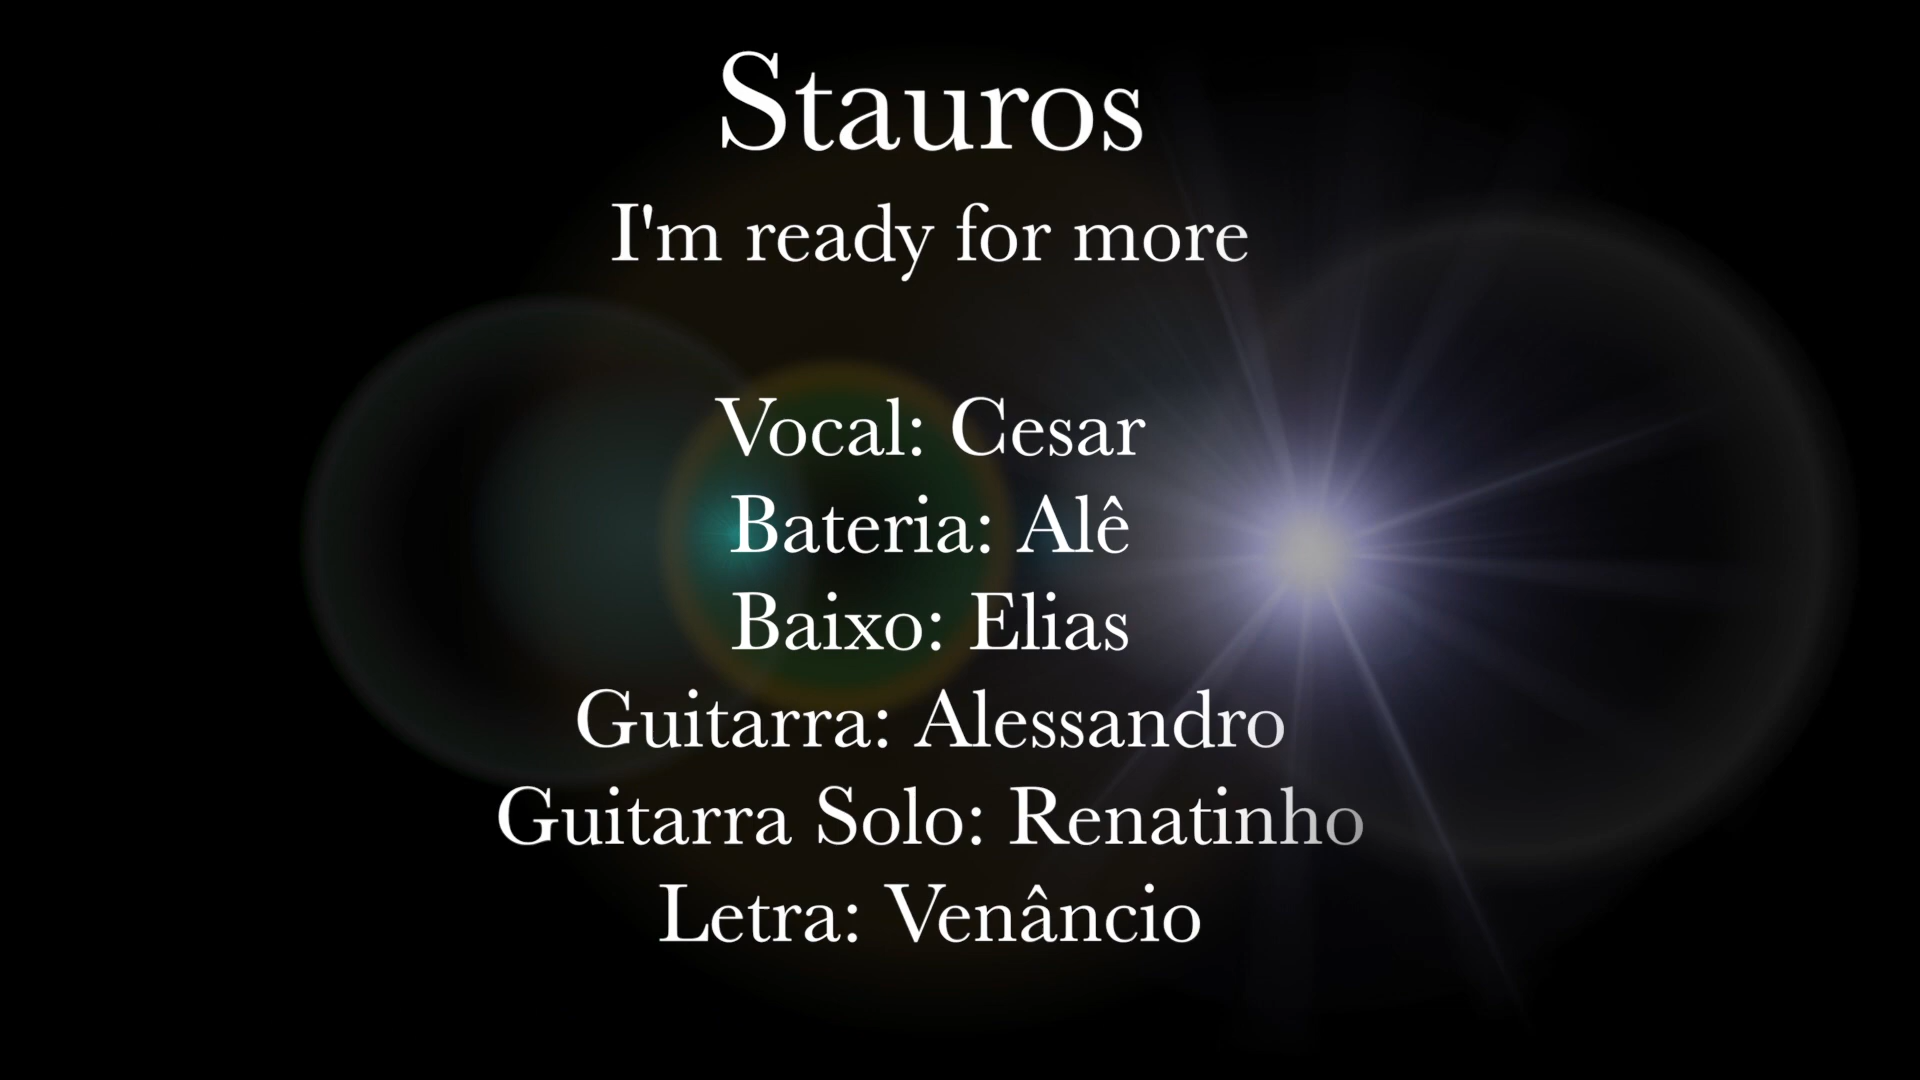 Stauros
I'm ready for more
Vocal: Cesar
Bateria: Alê
Baixo: Elias
Guitarra: Alessandro
Guitarra Solo: Renatinho
Letra: Venâncio